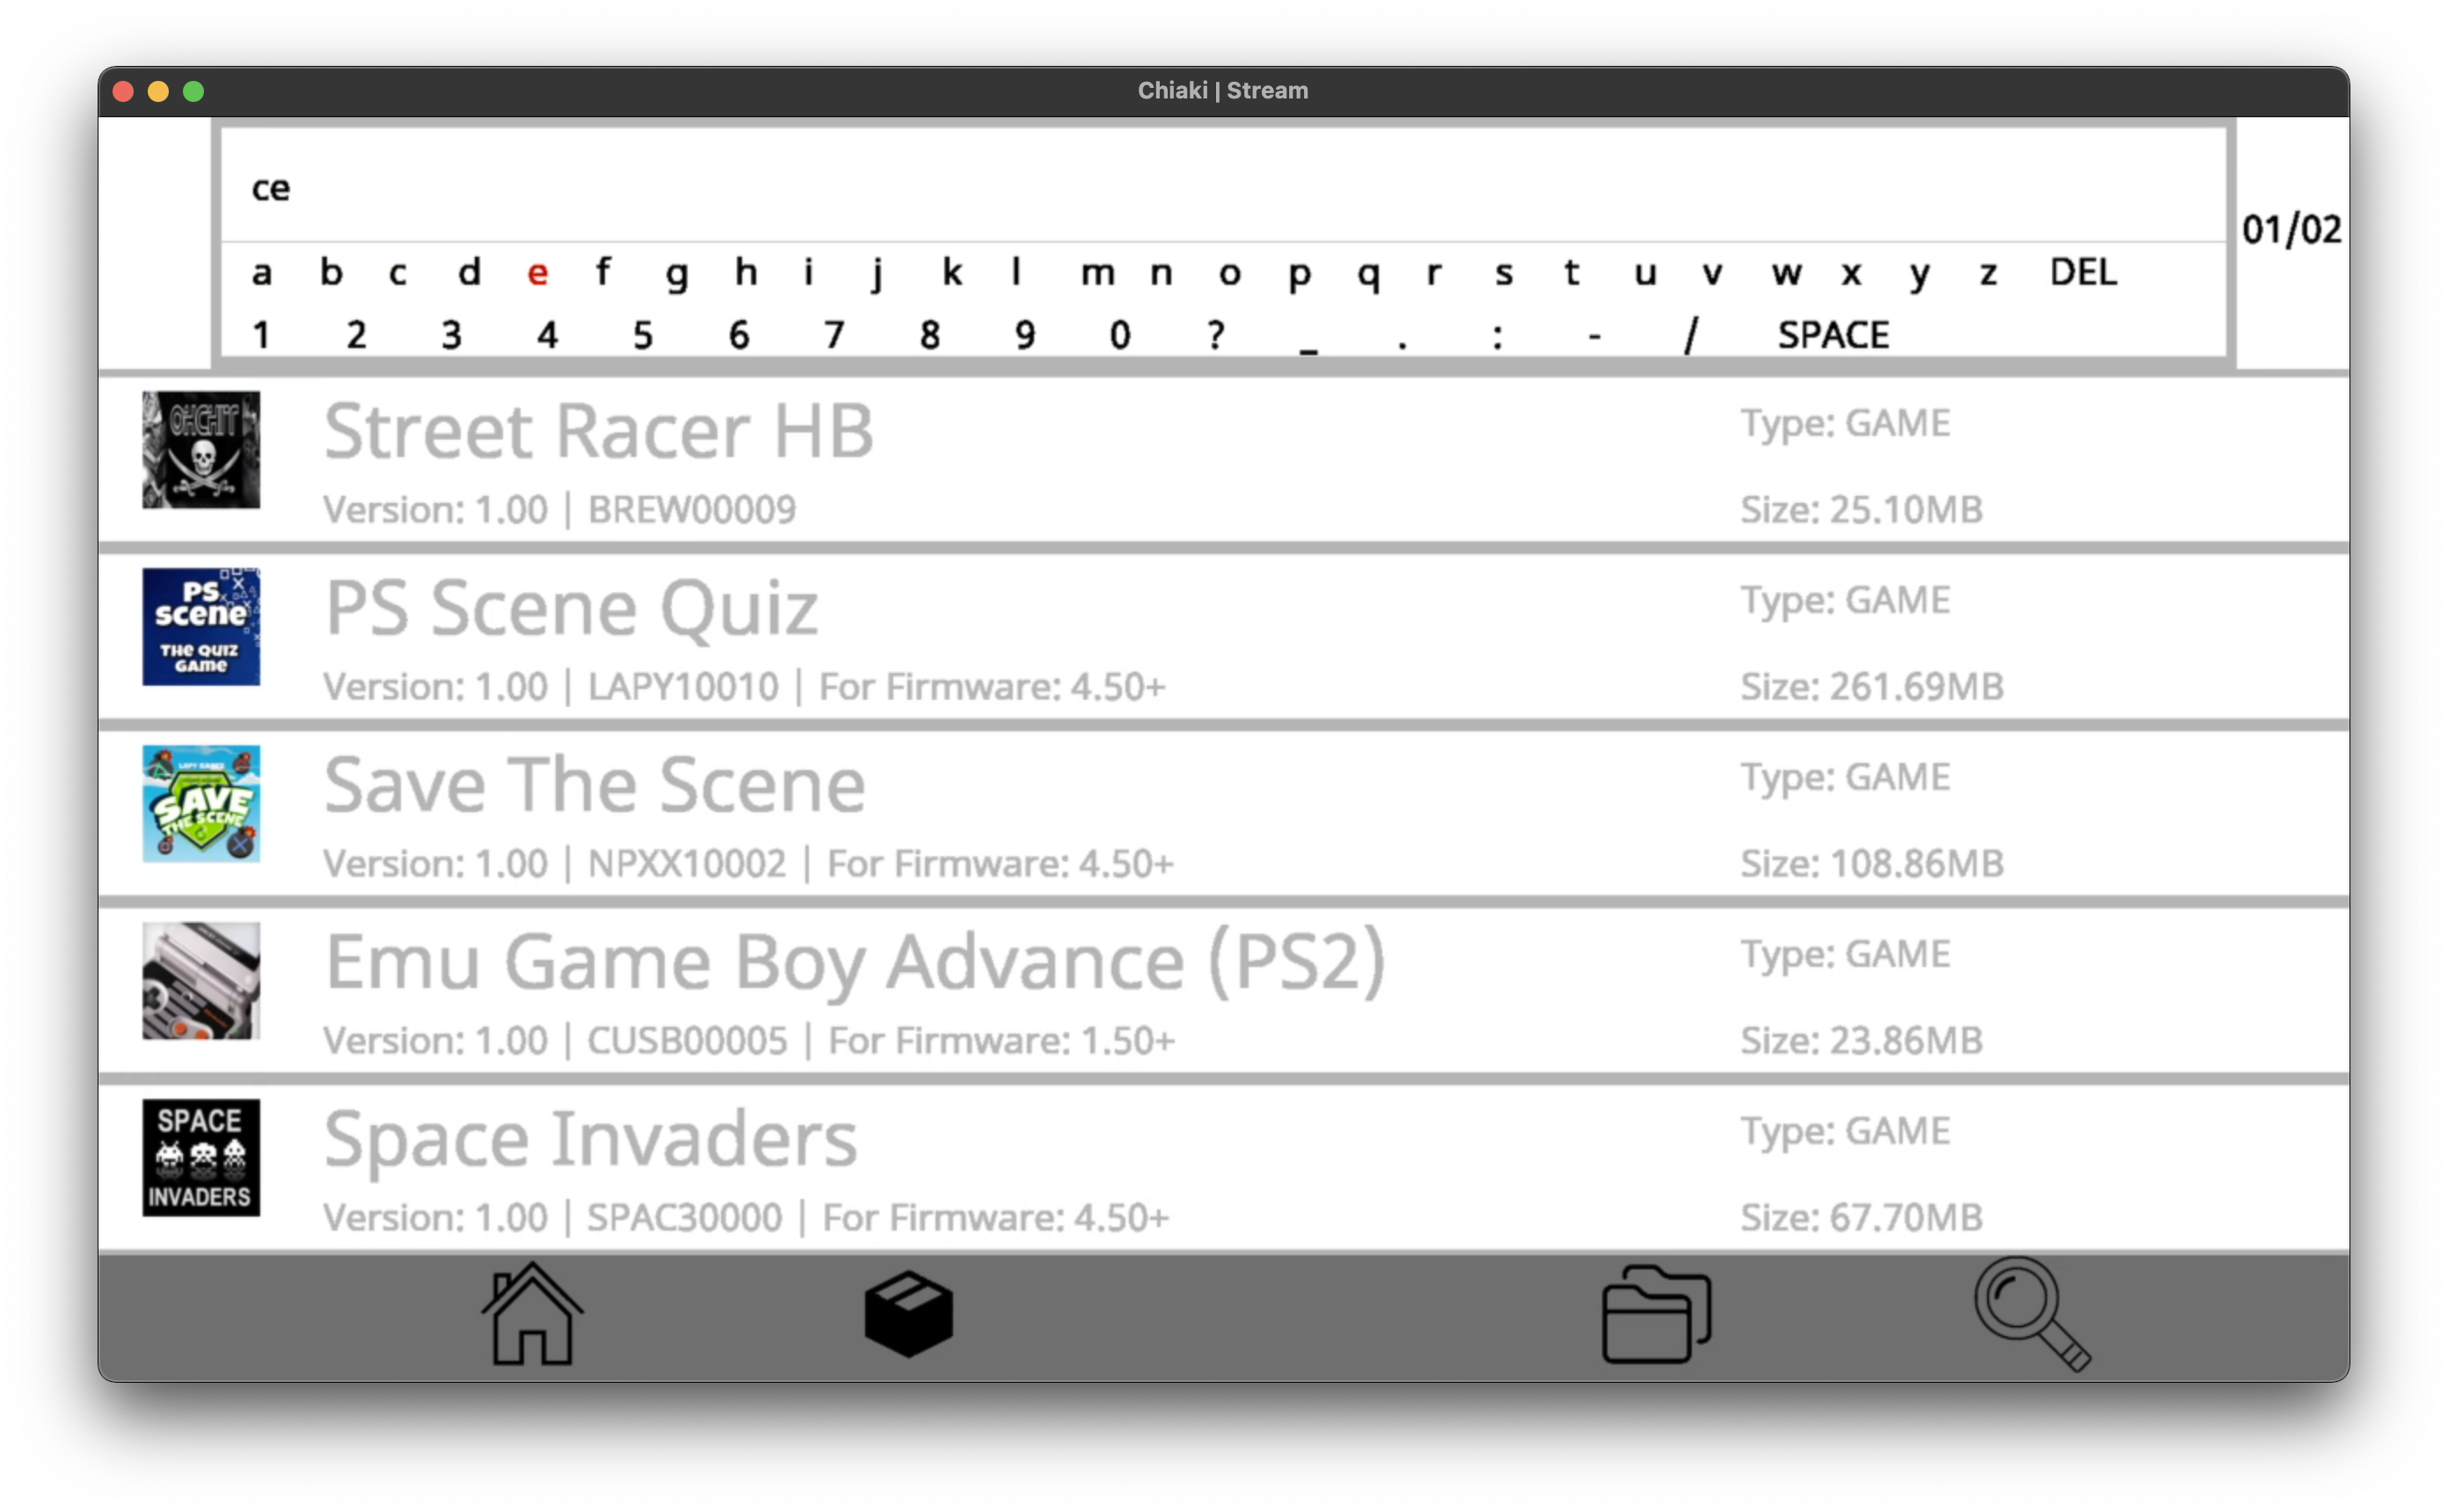 Chiaki | Stream
ce
01/02
a b c d e f g h i j k l m n o p q r s t u v w x y z DEL
1 2 3 4 5 6 7 8 9 0 ? _ . : - / SPACE
OHCHIT
Street Racer HB
Type: GAME
Version: 1.00 | BREW00009
Size: 25.10MB
PS
scene
THE QUIZ
GAME
PS Scene Quiz
Type: GAME
Version: 1.00 | LAPY10010 | For Firmware: 4.50+
Size: 261.69MB
LAPY GAMES
SAVE
THE SCENE
Save The Scene
Type: GAME
Version: 1.00 | NPXX10002 | For Firmware: 4.50+
Size: 108.86MB
Emu Game Boy Advance (PS2)
Type: GAME
Version: 1.00 | CUSB00005 | For Firmware: 1.50+
Size: 23.86MB
SPACE
INVADERS
Space Invaders
Type: GAME
Version: 1.00 | SPAC30000 | For Firmware: 4.50+
Size: 67.70MB